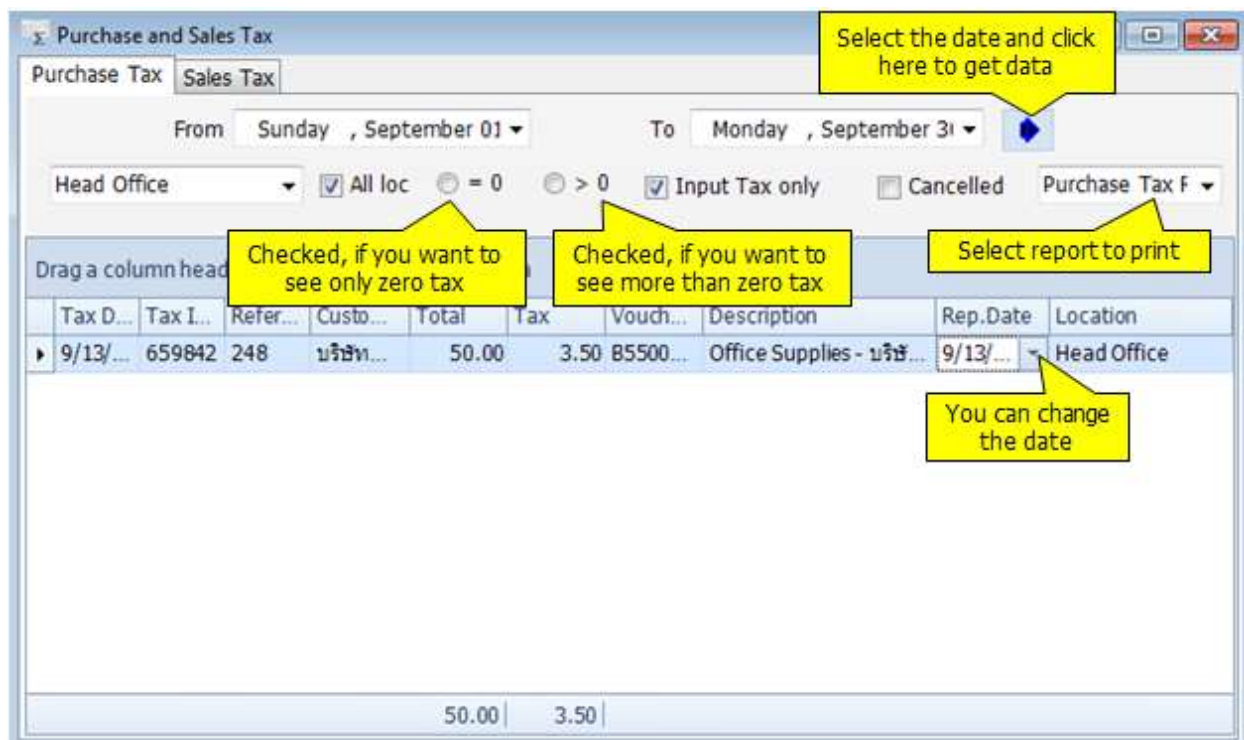 Purchase and Sales Tax
Select the date and click
here to get data
Purchase Tax Sales Tax
From Sunday , September 01 To Monday , September 3
Head Office All loc = 0 > 0 Input Tax only Cancelled Purchase Tax F
Checked, if you want to
see only zero tax
Checked, if you want to
see more than zero tax
Select report to print
Drag a column head
Tax D... Tax I... Refer... Custo... Total Tax Vouch... Description Rep.Date Location
9/13/... 659842 248 บริษัท... 50.00 3.50 B5500... Office Supplies - บริษั... 9/13/... Head Office
You can change
the date
50.00 3.50